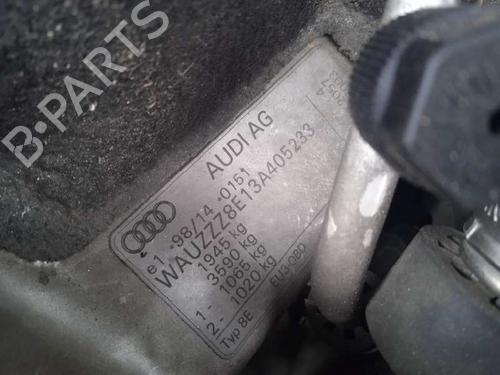 AUDI AG
e1 *98/14*0151
WAUZZZ8E13A405233
1945 kg
3590 kg
1- 1065 kg
2- 1020 kg
Typ 8E EU3 OBD
B-PARTS